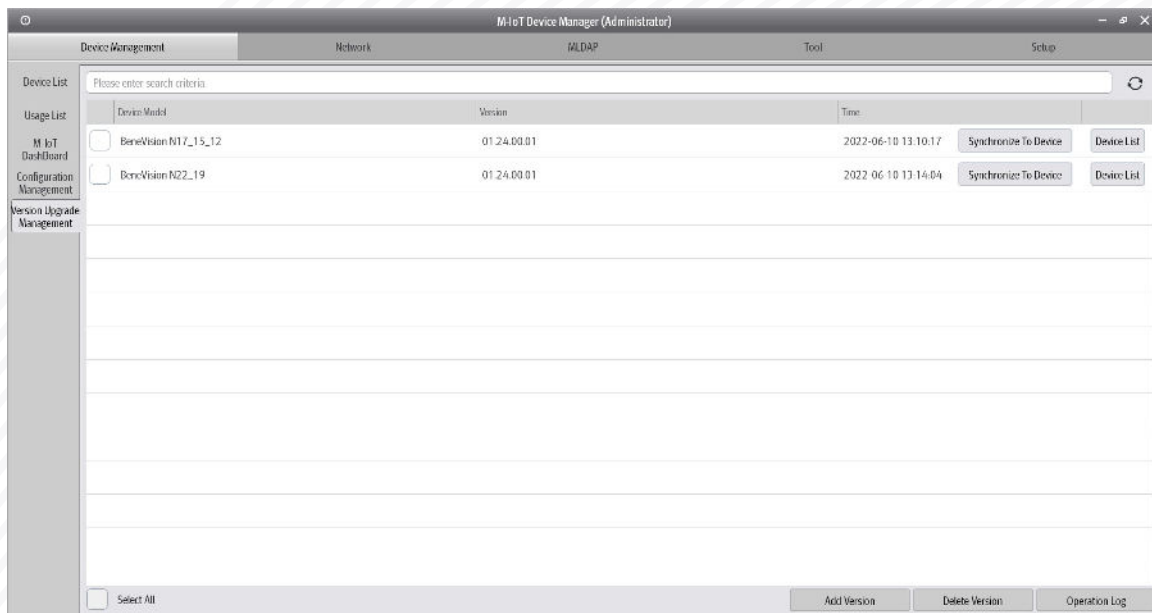 M-IoT Device Manager (Administrator)
Device Management Network MLDAP Tool Setup
Device List
Please enter search criteria
Usage List
M-IoT
DashBoard
Configuration
Management
Version Upgrade
Management
Device Model Version Time
BeneVision N17_15_12 01.24.00.01 2022-06-10 13:10:17 Synchronize To Device Device List
BeneVision N22_19 01.24.00.01 2022-06-10 13:14:04 Synchronize To Device Device List
Select All Add Version Delete Version Operation Log